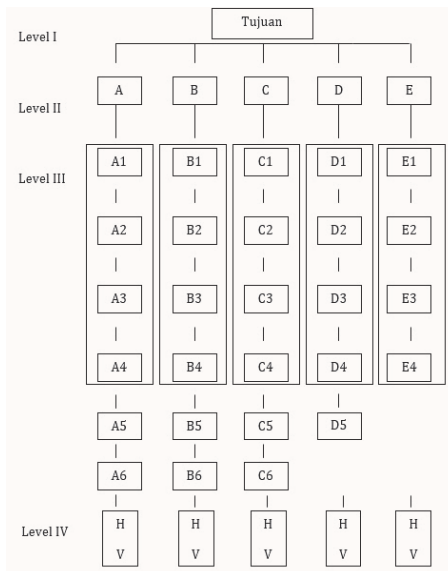 Tujuan
Level I
A B C D E
Level II
A1 B1 C1 D1 E1
Level III
A2 B2 C2 D2 E2
A3 B3 C3 D3 E3
A4 B4 C4 D4 E4
A5 B5 C5 D5
A6 B6 C6
H H H H H
Level IV
V V V V V